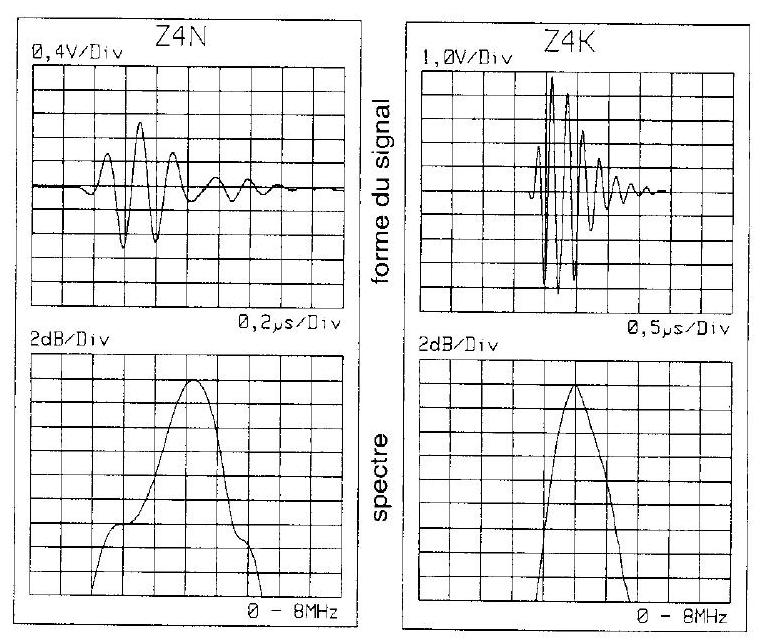 Z4N
0,4V/Div
0,2µs/Div
2dB/Div
0 - 8MHz
forme du signal
spectre
Z4K
1,0V/Div
0,5µs/Div
2dB/Div
0 - 8MHz